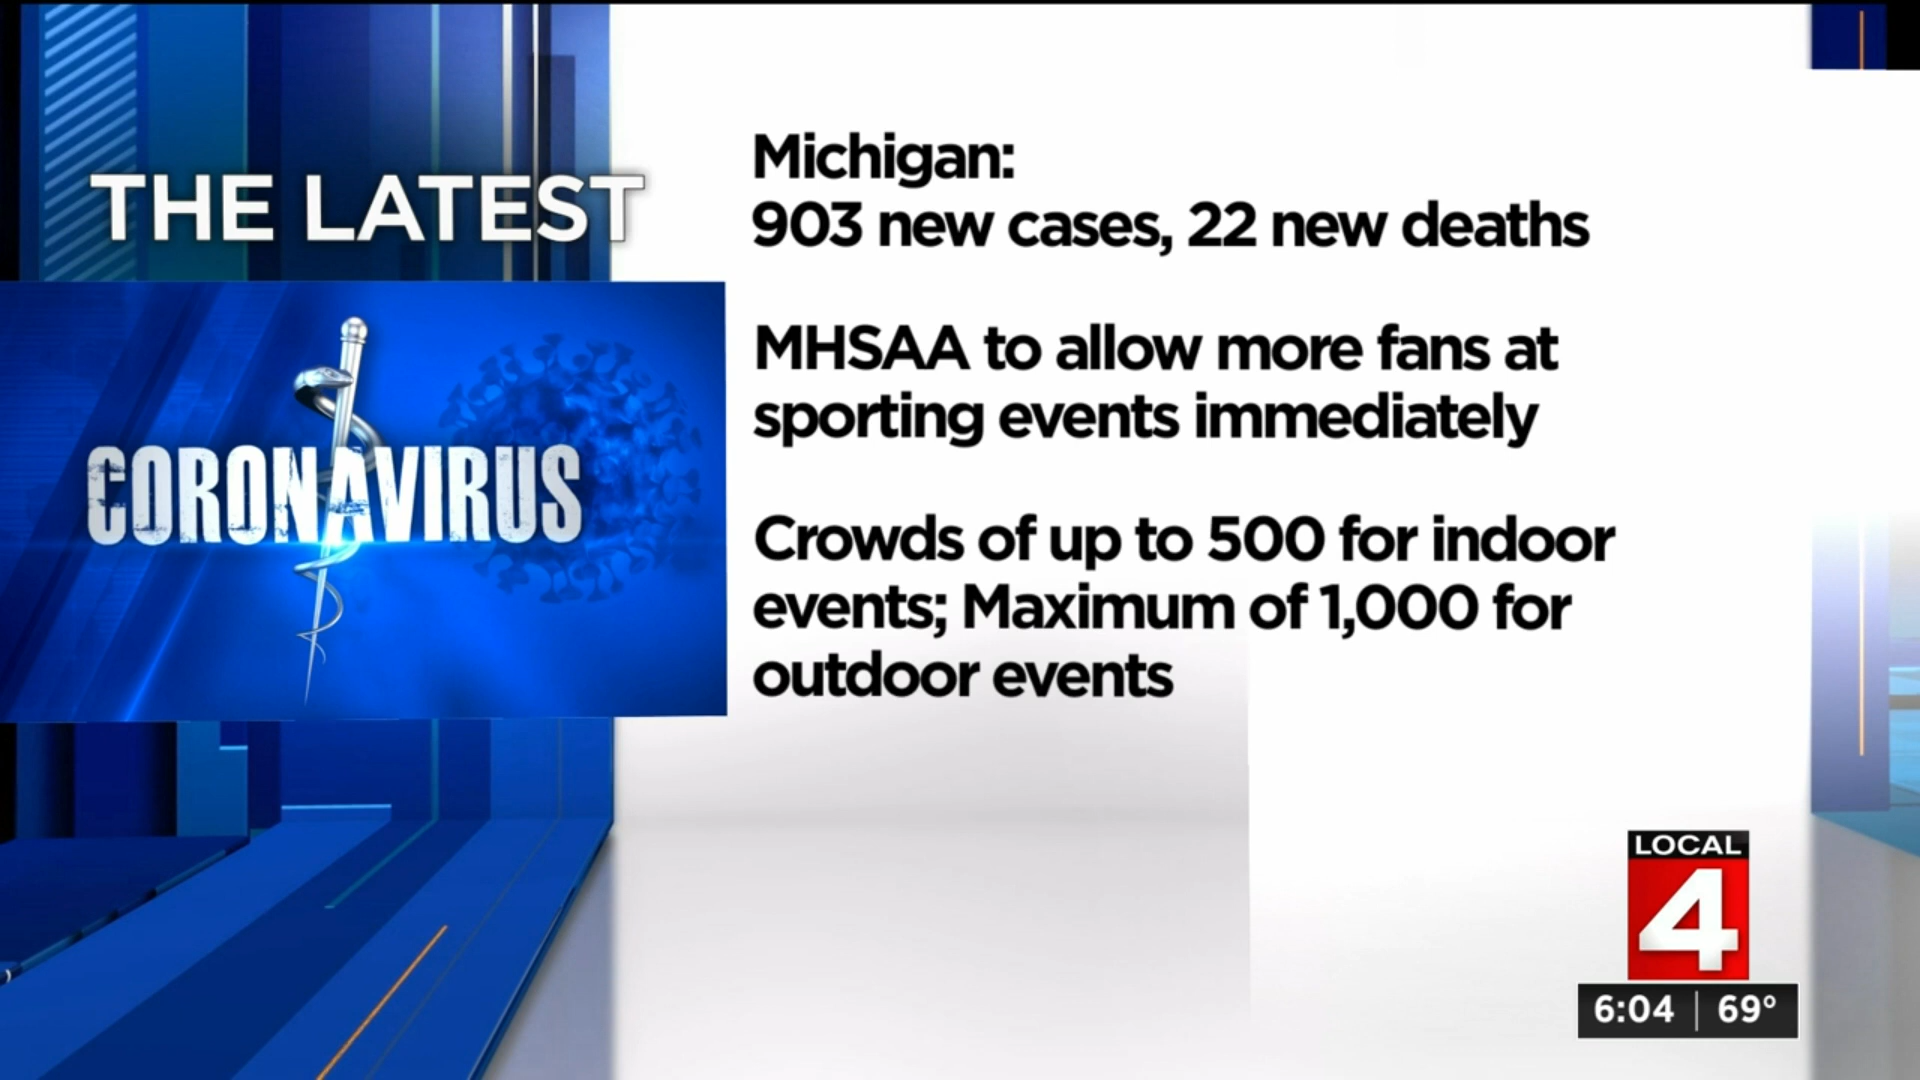 THE LATEST
CORONAVIRUS
Michigan:
903 new cases, 22 new deaths
MHSAA to allow more fans at
sporting events immediately
Crowds of up to 500 for indoor
events; Maximum of 1,000 for
outdoor events
LOCAL
4
6:04 | 69°